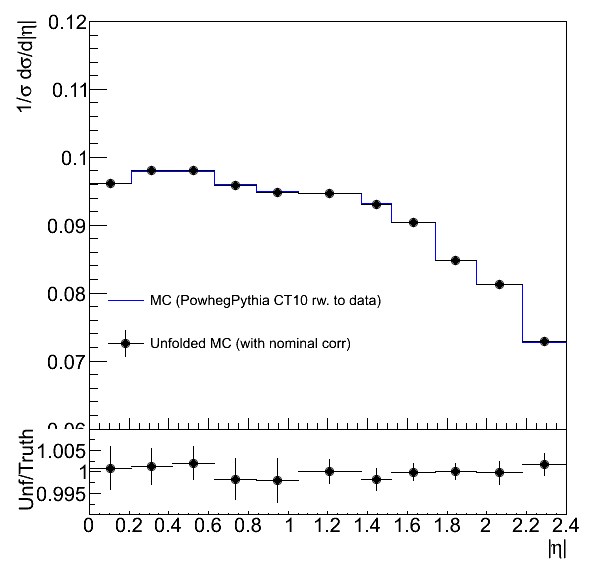 1/σ dσ/d|η|
0.12
0.11
0.1
0.09
0.08
0.07
0.06
MC (PowhegPythia CT10 rw. to data)
Unfolded MC (with nominal corr)
Unf/Truth
1.005
1
0.995
0 0.2 0.4 0.6 0.8 1 1.2 1.4 1.6 1.8 2 2.2 2.4
|η|